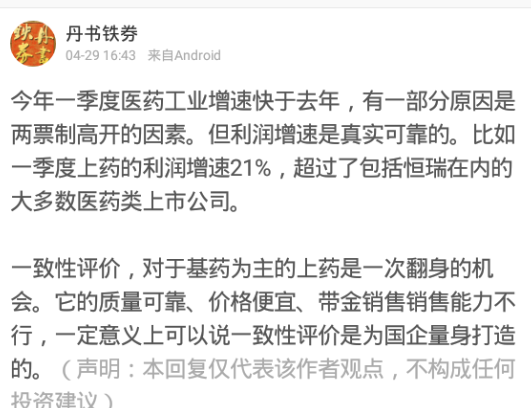 丹书铁券
04-29 16:43 来自Android
今年一季度医药工业增速快于去年，有一部分原因是
两票制高开的因素。但利润增速是真实可靠的。比如
一季度上药的利润增速21%，超过了包括恒瑞在内的
大多数医药类上市公司。
一致性评价，对于基药为主的上药是一次翻身的机
会。它的质量可靠、价格便宜、带金销售销售能力不
行，一定意义上可以说一致性评价是为国企量身打造
的。（声明：本回复仅代表该作者观点，不构成任何
投资建议）